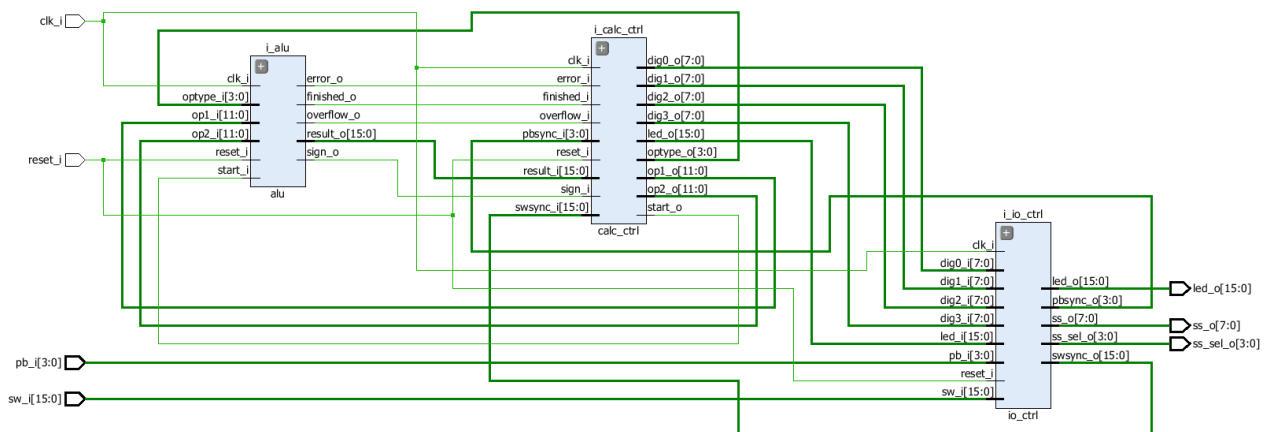 clk_i
reset_i
pb_i[3:0]
sw_i[15:0]
i_alu
clk_i
optype_i[3:0]
op1_i[11:0]
op2_i[11:0]
reset_i
start_i
error_o
finished_o
overflow_o
result_o[15:0]
sign_o
alu
i_calc_ctrl
clk_i
error_i
finished_i
overflow_i
pbsync_i[3:0]
reset_i
result_i[15:0]
sign_i
swsync_i[15:0]
dig0_o[7:0]
dig1_o[7:0]
dig2_o[7:0]
dig3_o[7:0]
led_o[15:0]
optype_o[3:0]
op1_o[11:0]
op2_o[11:0]
start_o
calc_ctrl
i_io_ctrl
clk_i
dig0_i[7:0]
dig1_i[7:0]
dig2_i[7:0]
dig3_i[7:0]
led_i[15:0]
pb_i[3:0]
reset_i
sw_i[15:0]
led_o[15:0]
pbsync_o[3:0]
ss_o[7:0]
ss_sel_o[3:0]
swsync_o[15:0]
io_ctrl
led_o[15:0]
ss_o[7:0]
ss_sel_o[3:0]